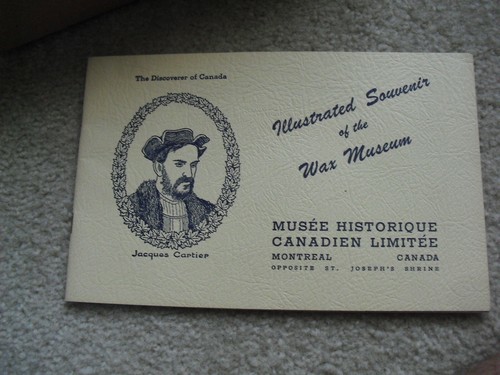 The Discoverer of Canada
Jacques Cartier
Illustrated Souvenir
of the
Wax Museum
MUSÉE HISTORIQUE
CANADIEN LIMITÉE
MONTREAL CANADA
OPPOSITE ST. JOSEPH'S SHRINE